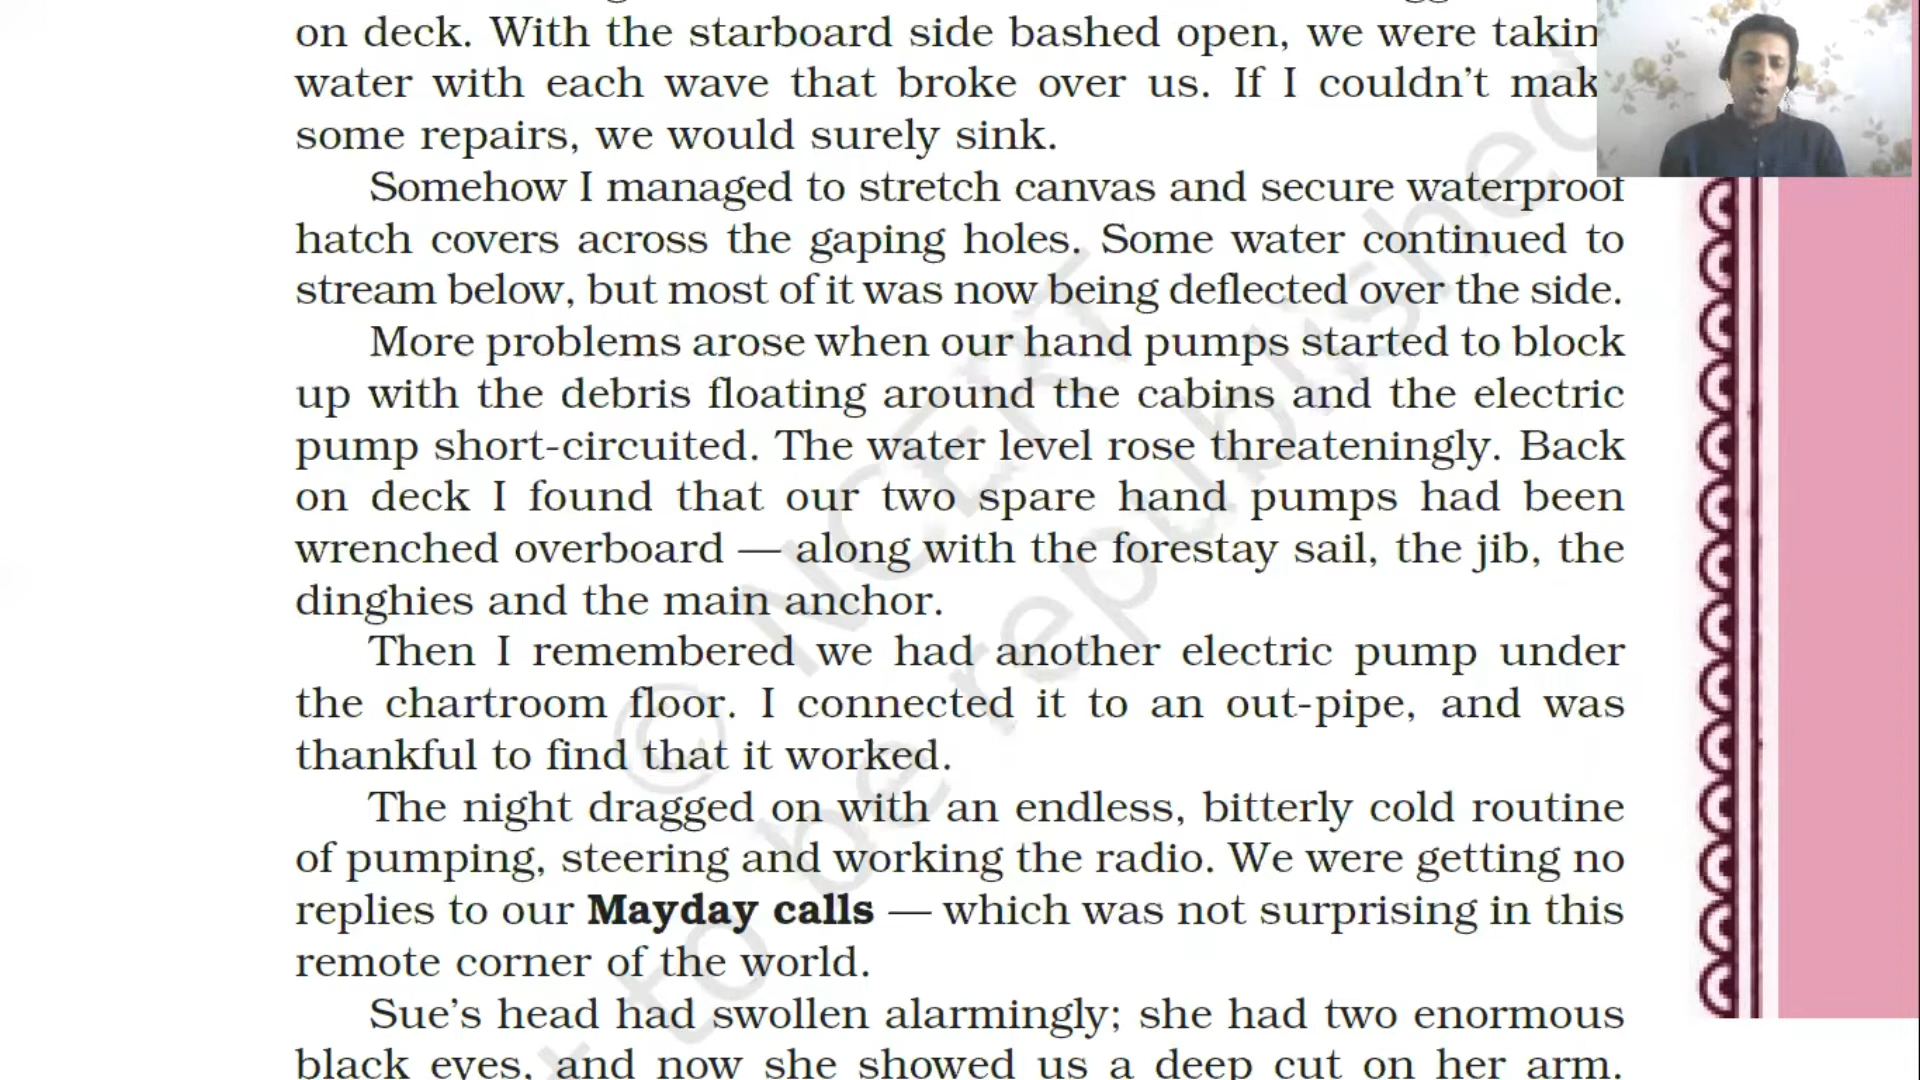 on deck. With the starboard side bashed open, we were takin
water with each wave that broke over us. If I couldn't mak
some repairs, we would surely sink.
Somehow I managed to stretch canvas and secure waterproof
hatch covers across the gaping holes. Some water continued to
stream below, but most of it was now being deflected over the side.
More problems arose when our hand pumps started to block
up with the debris floating around the cabins and the electric
pump short-circuited. The water level rose threateningly. Back
on deck I found that our two spare hand pumps had been
wrenched overboard — along with the forestay sail, the jib, the
dinghies and the main anchor.
Then I remembered we had another electric pump under
the chartroom floor. I connected it to an out-pipe, and was
thankful to find that it worked.
The night dragged on with an endless, bitterly cold routine
of pumping, steering and working the radio. We were getting no
replies to our Mayday calls — which was not surprising in this
remote corner of the world.
Sue's head had swollen alarmingly; she had two enormous
black eyes, and now she showed us a deep cut on her arm.
© NCERT
to be republished